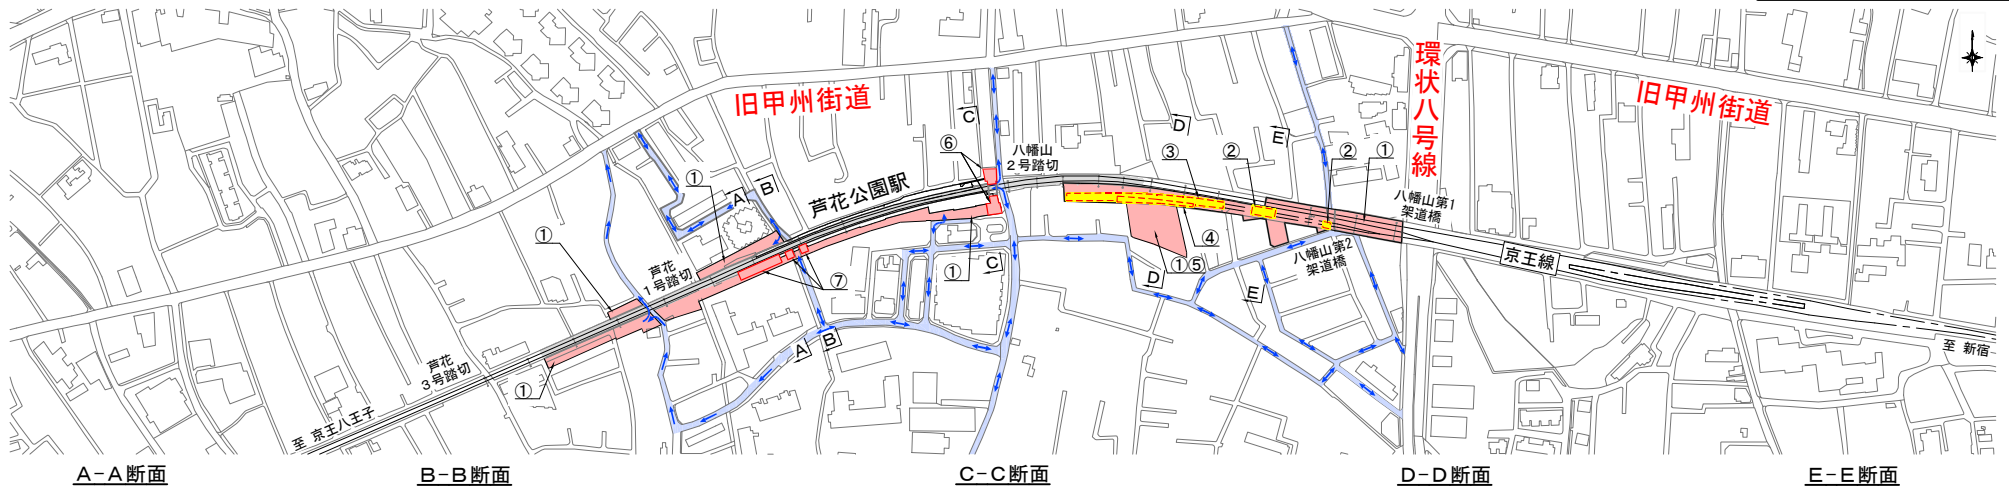 旧甲州街道
環状八号線
旧甲州街道
C
⑥
八幡山
2号踏切
D
③
②
E
②
①
八幡山第1
架道橋
①
A
B
芦花公園駅
①
芦花
1号踏切
⑦
①
C
①⑤
④
D
E
八幡山第2
架道橋
京王線
至 新宿
芦花
3号踏切
①
A
B
至 京王八王子
A-A断面
B-B断面
C-C断面
D-D断面
E-E断面